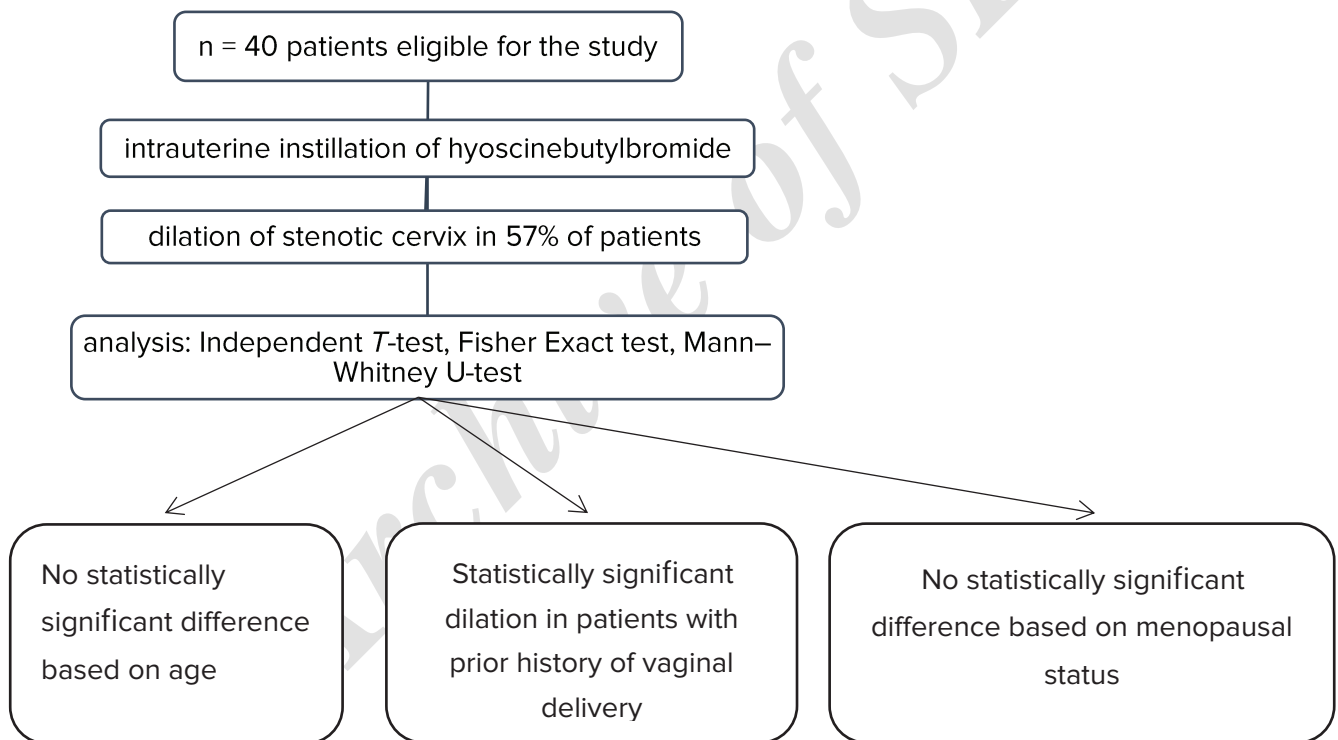 n = 40 patients eligible for the study
intrauterine instillation of hyoscinebutylbromide
dilation of stenotic cervix in 57% of patients
analysis: Independent T-test, Fisher Exact test, Mann–
Whitney U-test
No statistically
significant difference
based on age
Statistically significant
dilation in patients with
prior history of vaginal
delivery
No statistically significant
difference based on menopausal
status